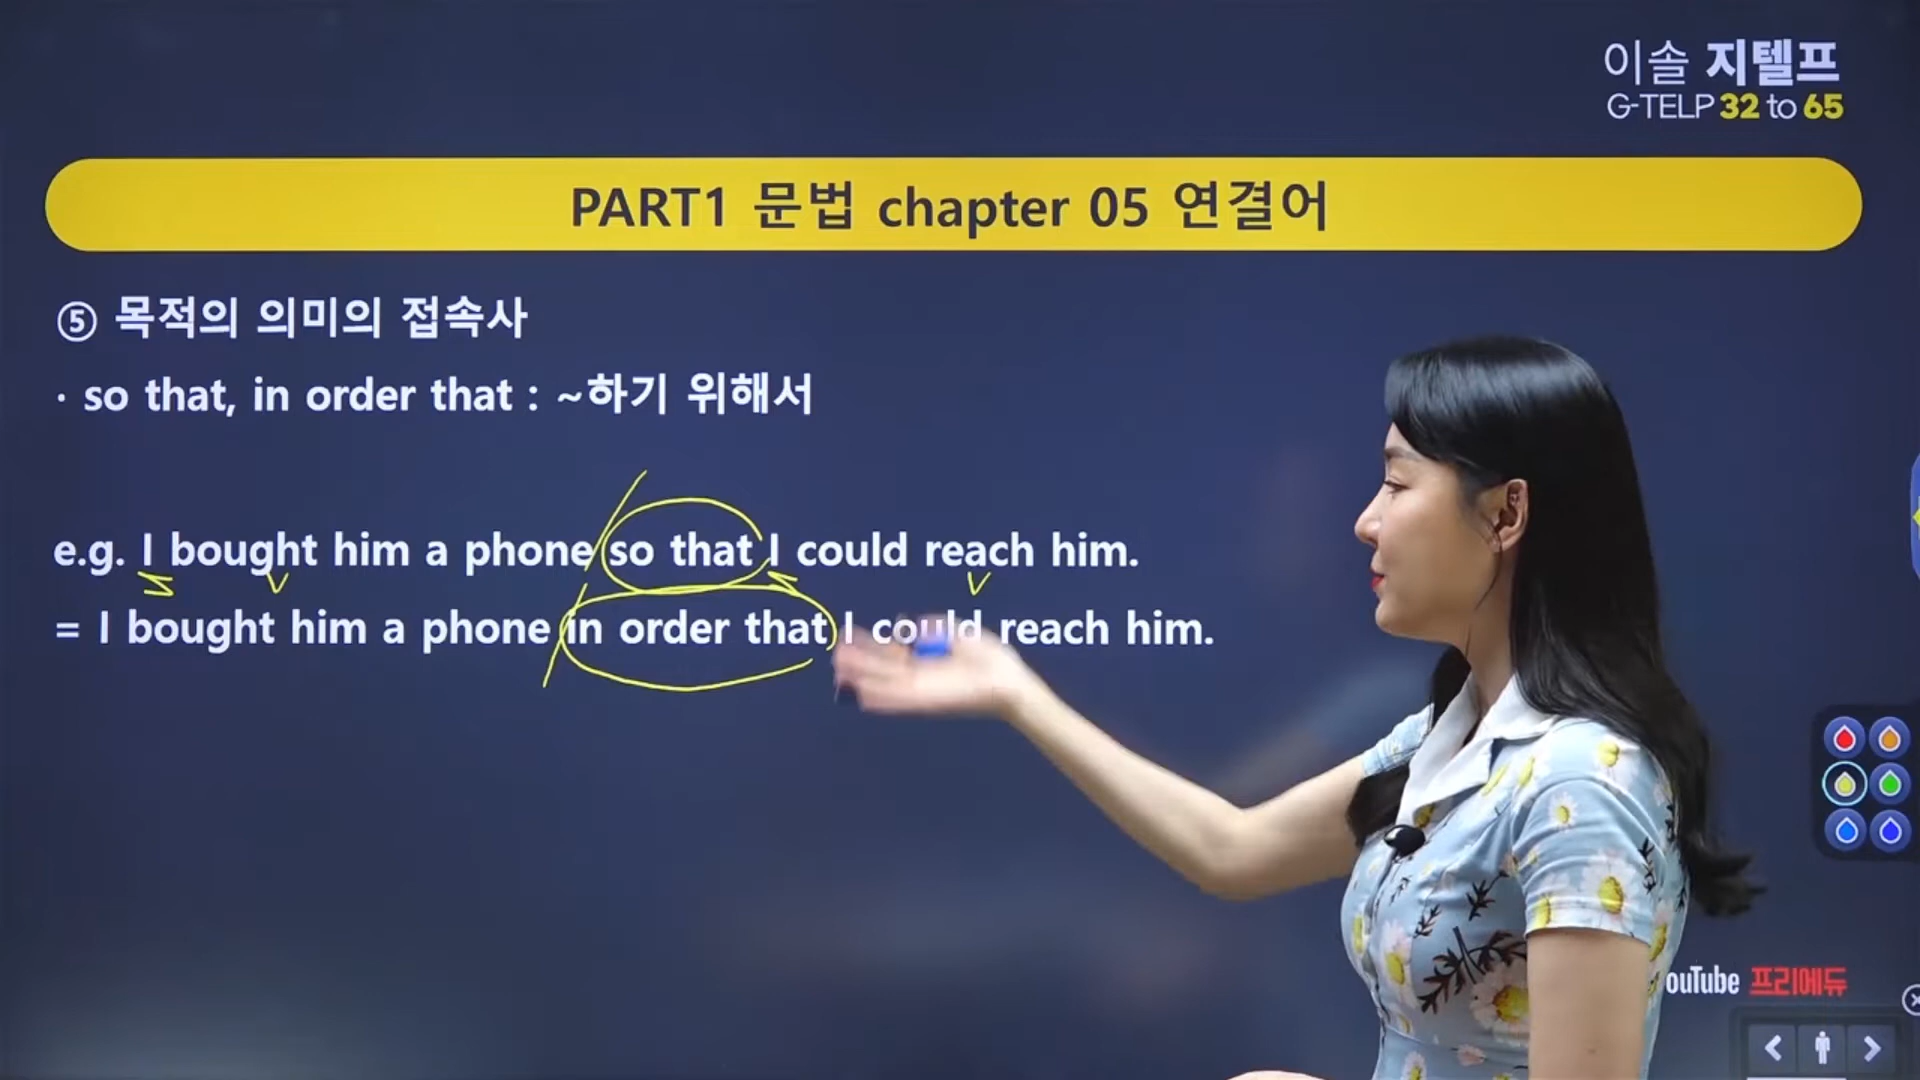 이솔 지텔프
G-TELP 32 to 65
PART1 문법 chapter 05 연결어
⑤ 목적의 의미의 접속사
· so that, in order that : ~하기 위해서
e.g. I bought him a phone so that I could reach him.
= I bought him a phone in order that I could reach him.
ouTube 프리에듀